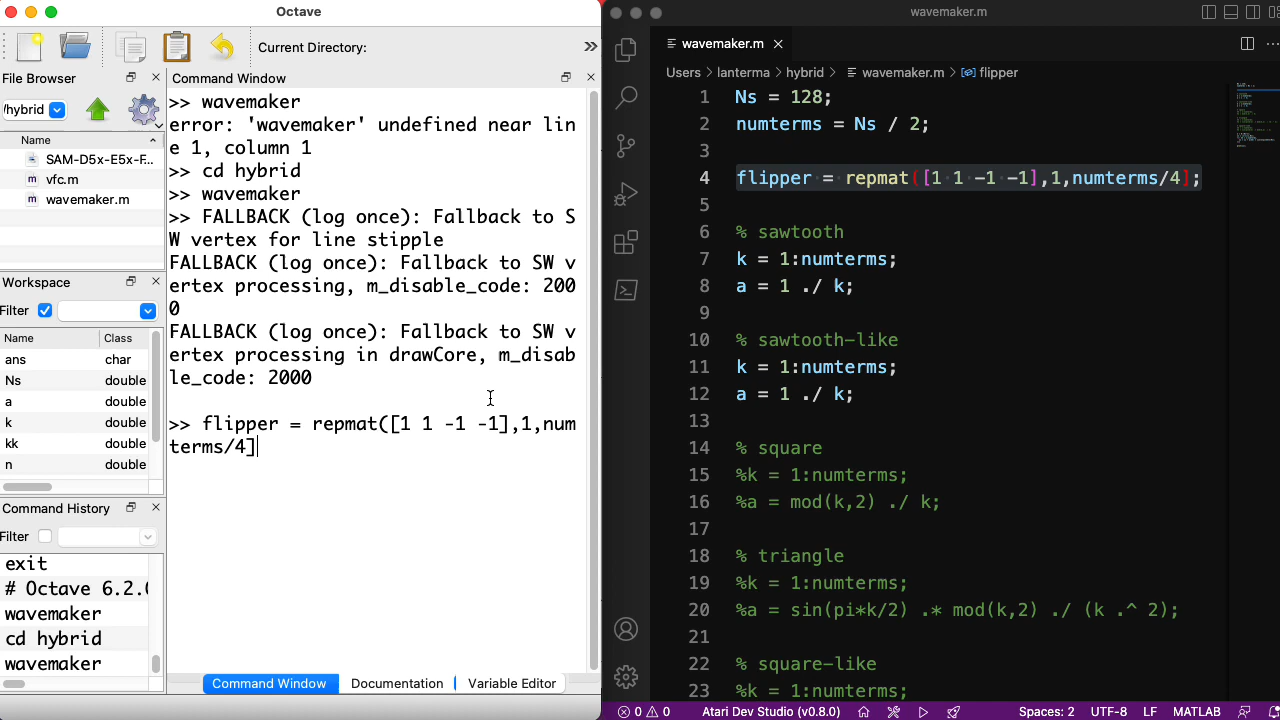 Octave
Current Directory:
»
File Browser
/hybrid
Name
SAM-D5x-E5x-F...
vfc.m
wavemaker.m
Workspace
Filter
Name Class
ans char
Ns double
a double
k double
kk double
n double
Command History
Filter
exit
# Octave 6.2.0
wavemaker
cd hybrid
wavemaker
Command Window
>> wavemaker
error: 'wavemaker' undefined near lin
e 1, column 1
>> cd hybrid
>> wavemaker
>> FALLBACK (log once): Fallback to S
W vertex for line stipple
FALLBACK (log once): Fallback to SW v
ertex processing, m_disable_code: 200
0
FALLBACK (log once): Fallback to SW v
ertex processing in drawCore, m_disab
le_code: 2000
>> flipper = repmat([1 1 -1 -1],1,num
terms/4]
Command Window Documentation Variable Editor
wavemaker.m
wavemaker.m
Users > lanterma > hybrid > wavemaker.m > flipper
1 Ns = 128;
2 numterms = Ns / 2;
3
4 flipper = repmat([1 1 -1 -1],1,numterms/4];
5
6 % sawtooth
7 k = 1:numterms;
8 a = 1 ./ k;
9
10 % sawtooth-like
11 k = 1:numterms;
12 a = 1 ./ k;
13
14 % square
15 %k = 1:numterms;
16 %a = mod(k,2) ./ k;
17
18 % triangle
19 %k = 1:numterms;
20 %a = sin(pi*k/2) .* mod(k,2) ./ (k .^ 2);
21
22 % square-like
23 %k = 1:numterms;
0 0 Atari Dev Studio (v0.8.0) Spaces: 2 UTF-8 LF MATLAB